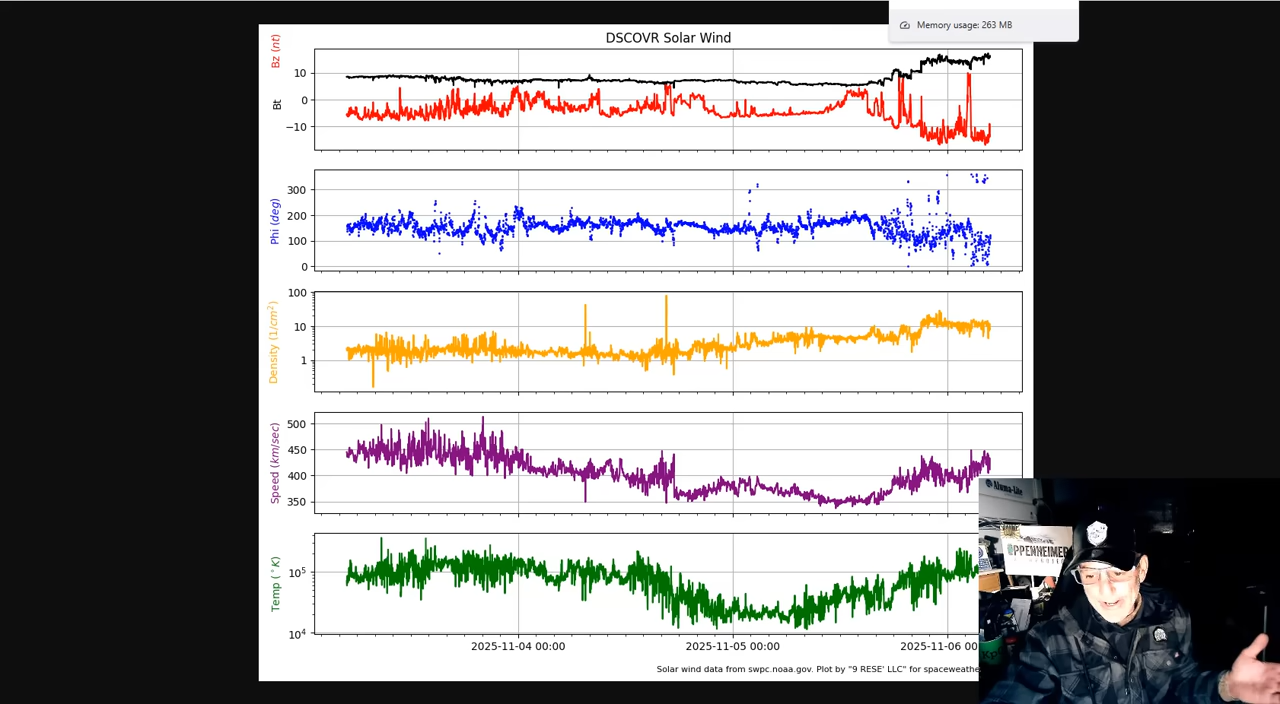 Memory usage: 263 MB
DSCOVR Solar Wind
Bz (nt)
Bt
10
0
−10
Phi (deg)
300
200
100
0
Density (1/cm²)
100
10
1
Speed (km/sec)
500
450
400
350
Temp (°K)
10⁵
10⁴
2025-11-04 00:00
2025-11-05 00:00
2025-11-06 00
Solar wind data from swpc.noaa.gov. Plot by "9 RESE' LLC" for spaceweathe
PPENHEIMER